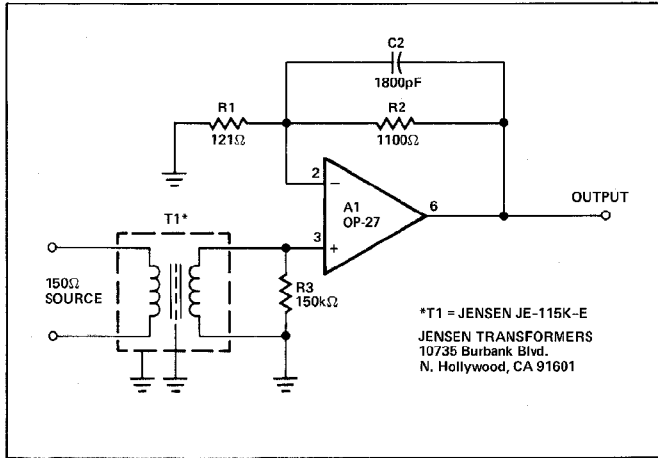 C2
1800pF
R1
121Ω
R2
1100Ω
2
−
A1
OP-27
6
OUTPUT
3
+
T1*
150Ω
SOURCE
R3
150kΩ
*T1 = JENSEN JE-115K-E
JENSEN TRANSFORMERS
10735 Burbank Blvd.
N. Hollywood, CA 91601